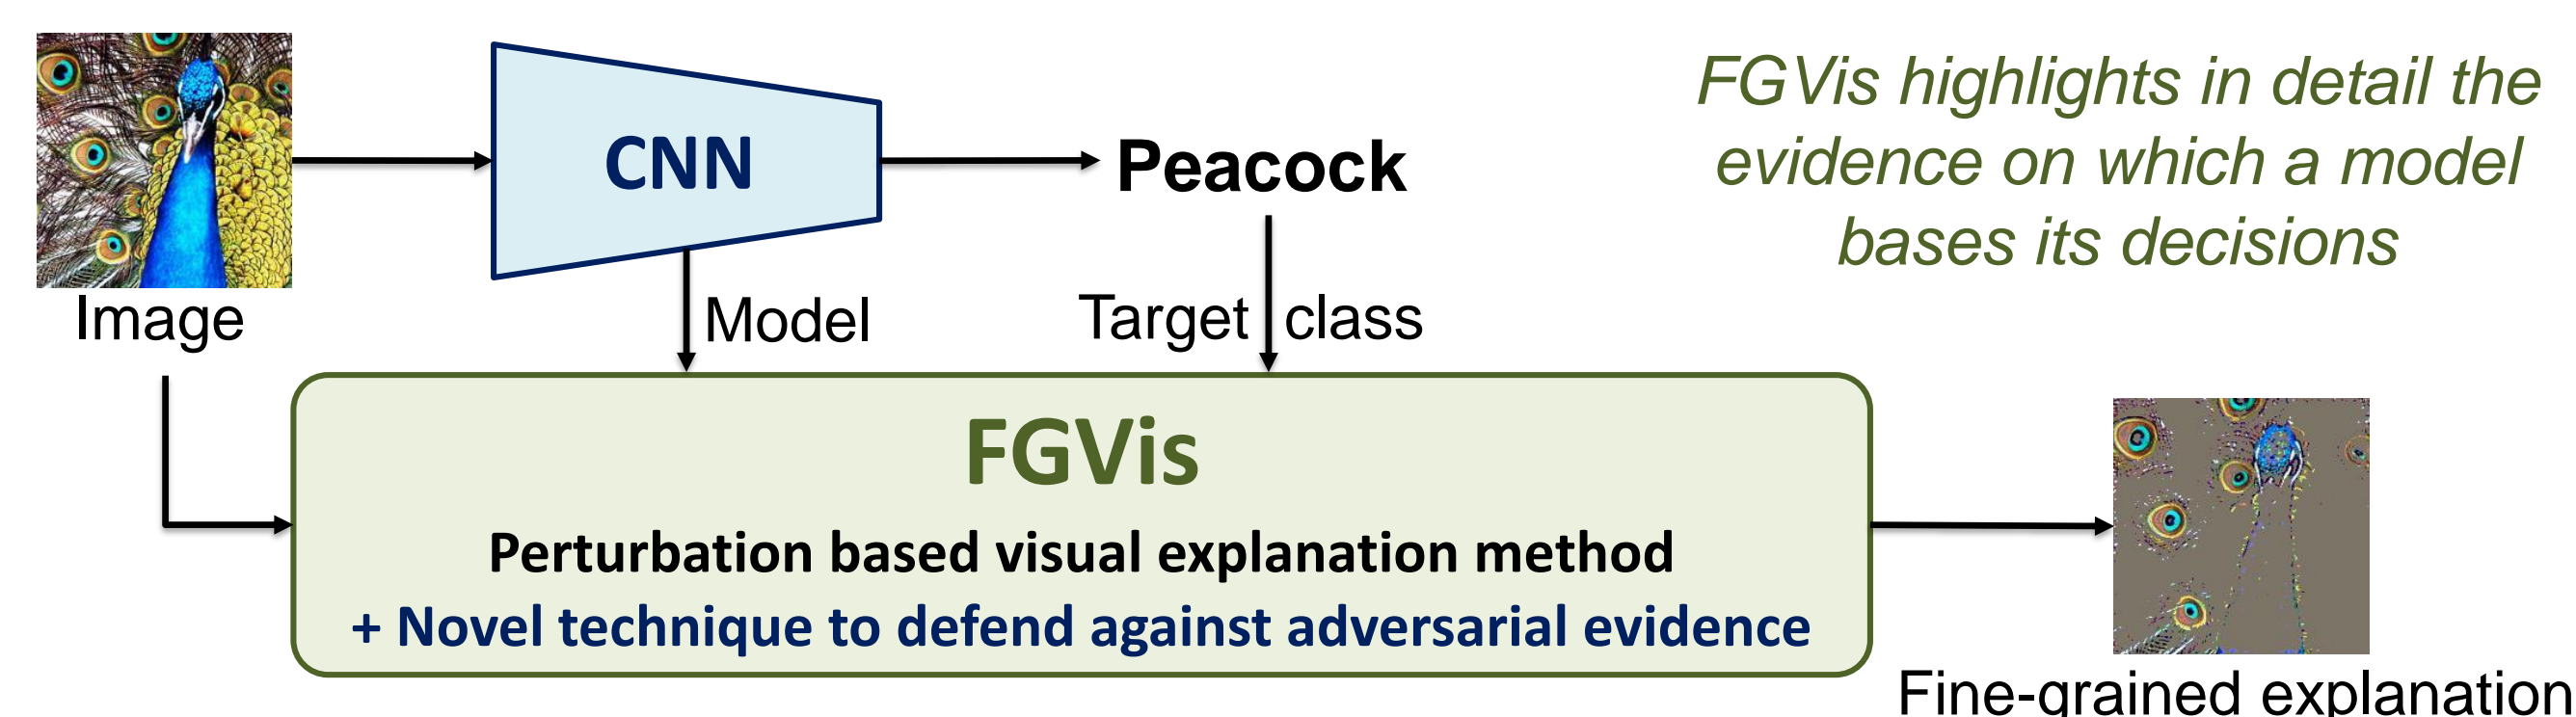 FGVis highlights in detail the
evidence on which a model
bases its decisions
CNN
Peacock
Image
Model
Target class
FGVis
Perturbation based visual explanation method
+ Novel technique to defend against adversarial evidence
Fine-grained explanation